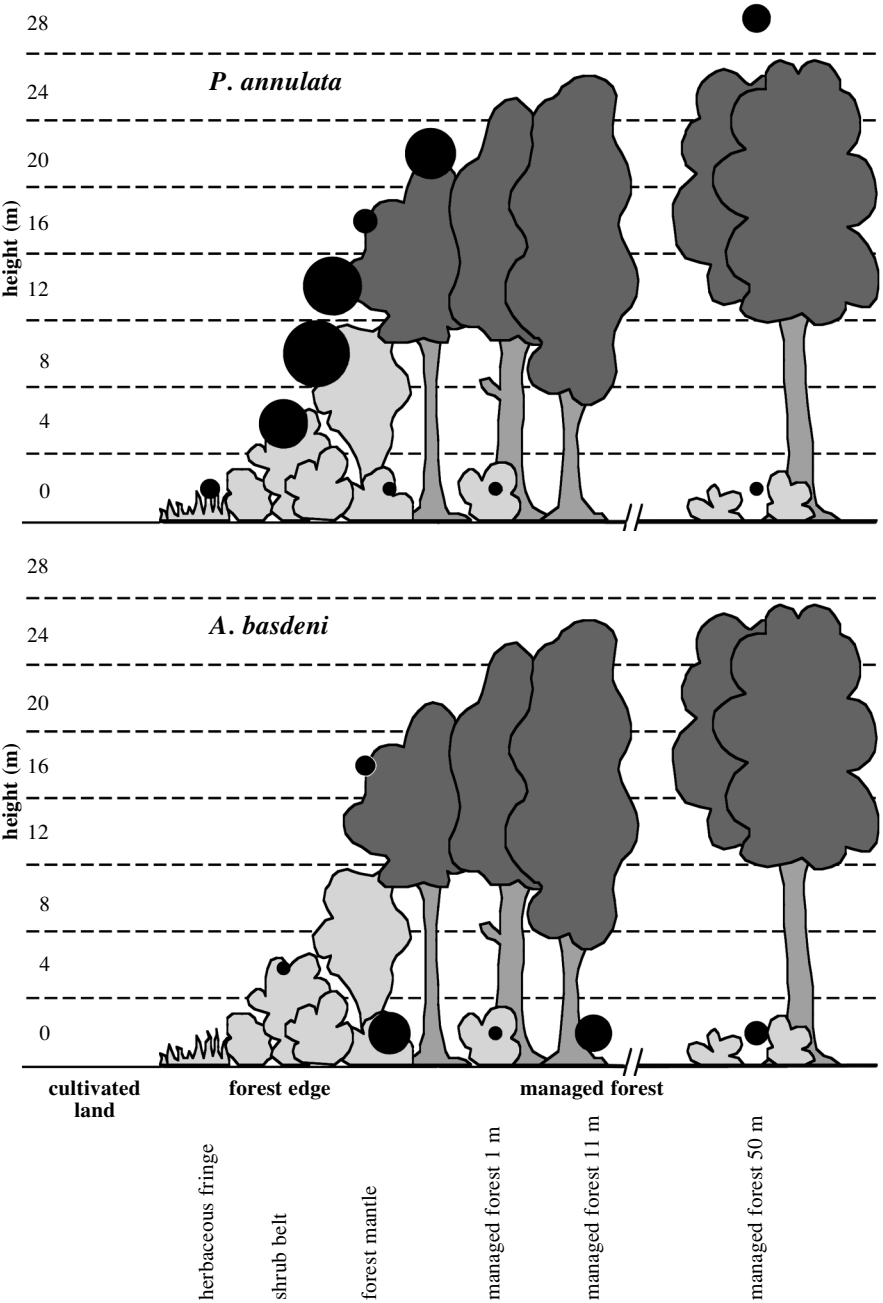 28
P. annulata
24
20
16
height (m)
12
8
4
0
28
A. basdeni
24
20
16
height (m)
12
8
4
0
cultivated
land
forest edge
managed forest
herbaceous fringe
shrub belt
forest mantle
managed forest 1 m
managed forest 11 m
managed forest 50 m